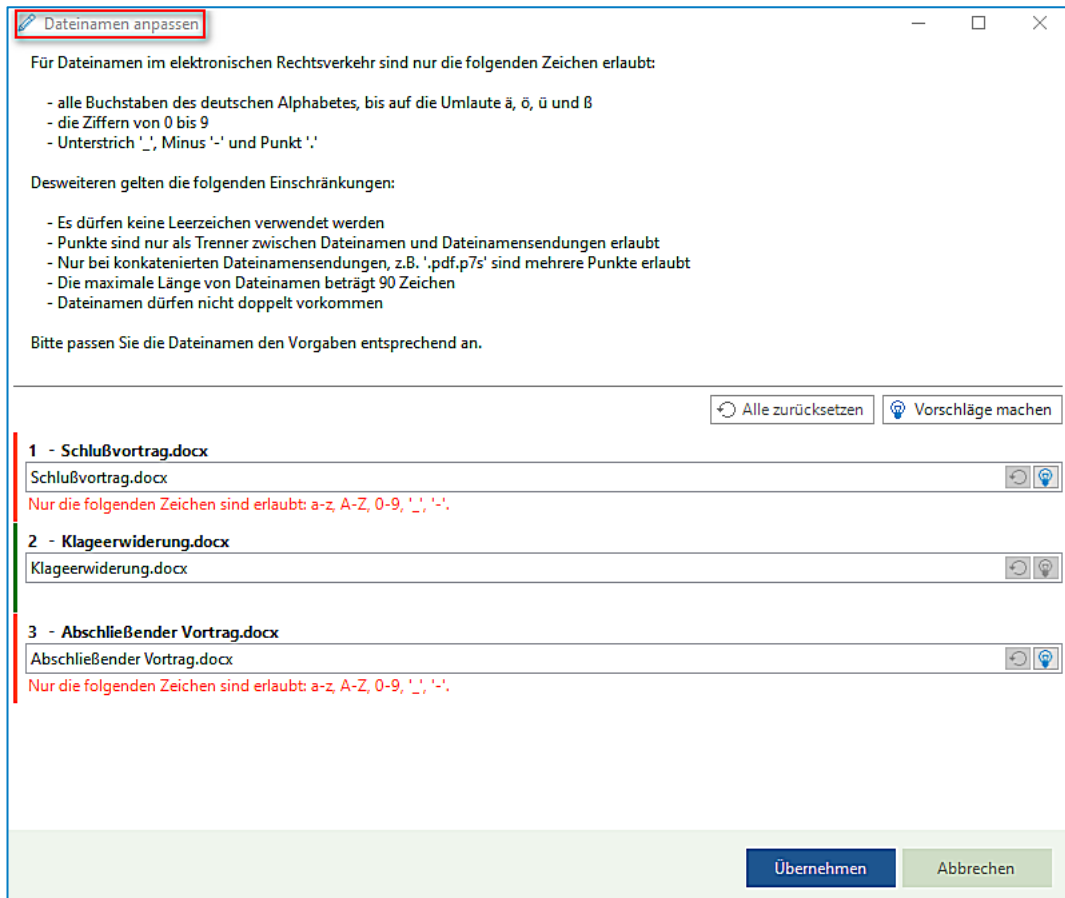 Dateinamen anpassen
Für Dateinamen im elektronischen Rechtsverkehr sind nur die folgenden Zeichen erlaubt:
- alle Buchstaben des deutschen Alphabetes, bis auf die Umlaute ä, ö, ü und ß
- die Ziffern von 0 bis 9
- Unterstrich '_', Minus '-' und Punkt '.'
Desweiteren gelten die folgenden Einschränkungen:
- Es dürfen keine Leerzeichen verwendet werden
- Punkte sind nur als Trenner zwischen Dateinamen und Dateinamensendungen erlaubt
- Nur bei konkatenierten Dateinamensendungen, z.B. '.pdf.p7s' sind mehrere Punkte erlaubt
- Die maximale Länge von Dateinamen beträgt 90 Zeichen
- Dateinamen dürfen nicht doppelt vorkommen
Bitte passen Sie die Dateinamen den Vorgaben entsprechend an.
Alle zurücksetzen Vorschläge machen
1 - Schlußvortrag.docx
Schlußvortrag.docx
Nur die folgenden Zeichen sind erlaubt: a-z, A-Z, 0-9, '_', '-'.
2 - Klageerwiderung.docx
Klageerwiderung.docx
3 - Abschließender Vortrag.docx
Abschließender Vortrag.docx
Nur die folgenden Zeichen sind erlaubt: a-z, A-Z, 0-9, '_', '-'.
Übernehmen Abbrechen